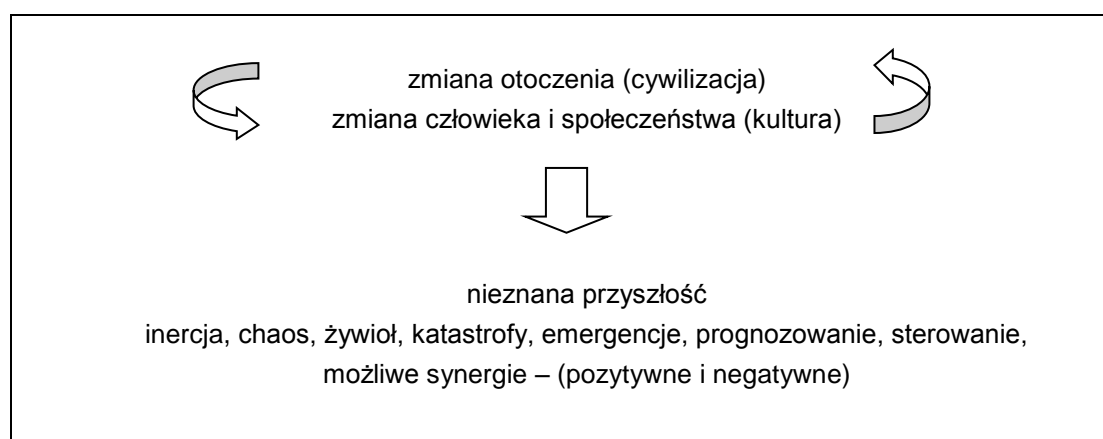 zmiana otoczenia (cywilizacja)
zmiana człowieka i społeczeństwa (kultura)
nieznana przyszłość
inercja, chaos, żywioł, katastrofy, emergencje, prognozowanie, sterowanie,
możliwe synergie – (pozytywne i negatywne)